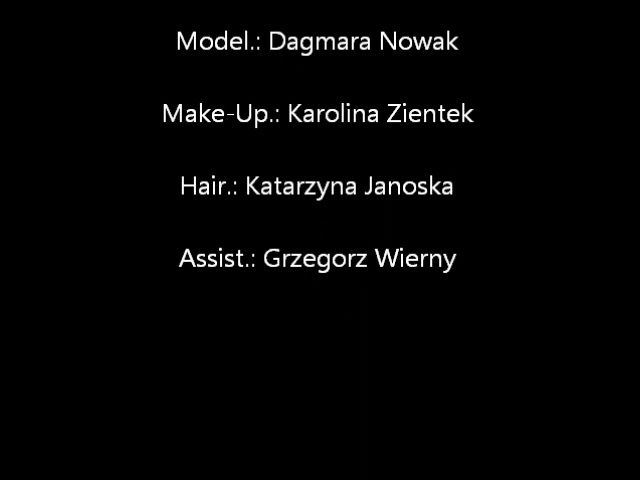 Model.: Dagmara Nowak
Make-Up.: Karolina Zientek
Hair.: Katarzyna Janoska
Assist.: Grzegorz Wierny